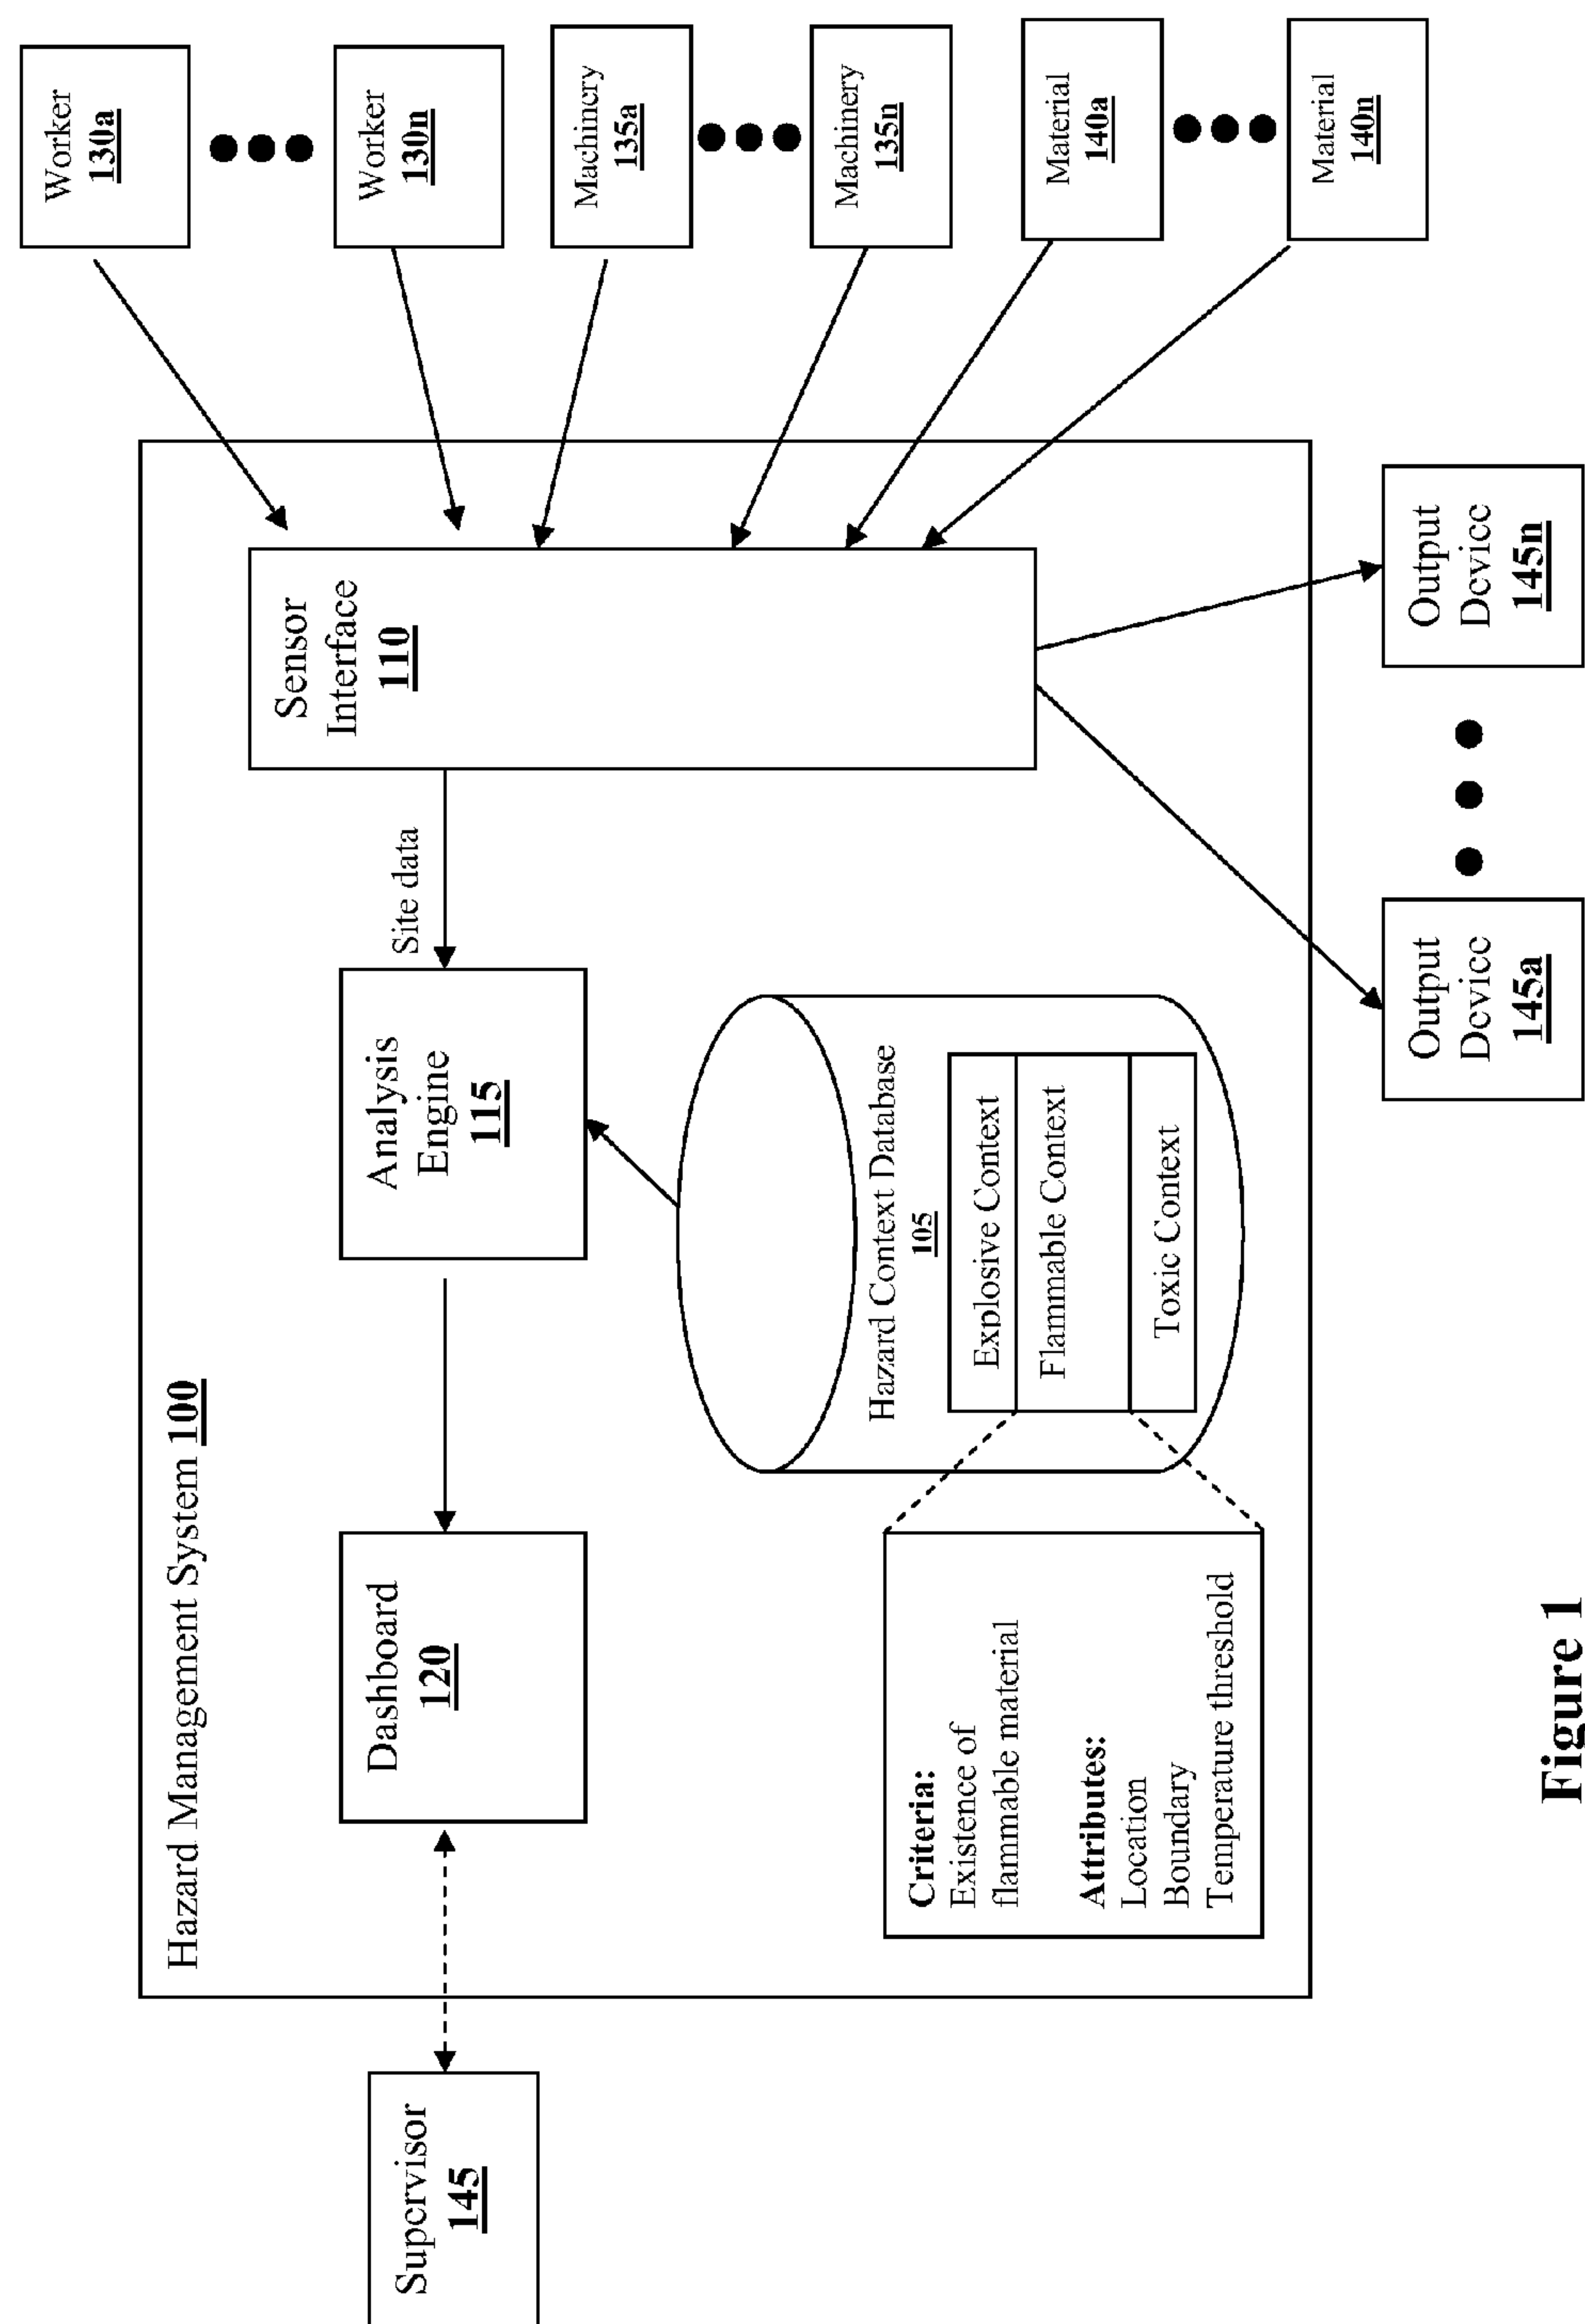 Hazard Management System 100
Supervisor
145
Dashboard
120
Analysis
Engine
115
Site data
Sensor
Interface
110
Worker
130a
Worker
130n
Machinery
135a
Machinery
135n
Material
140a
Material
140n
Hazard Context Database
105
Explosive Context
Flammable Context
Toxic Context
Criteria:
Existence of
flammable material
Attributes:
Location
Boundary
Temperature threshold
Output
Device
145a
Output
Device
145n
Figure 1